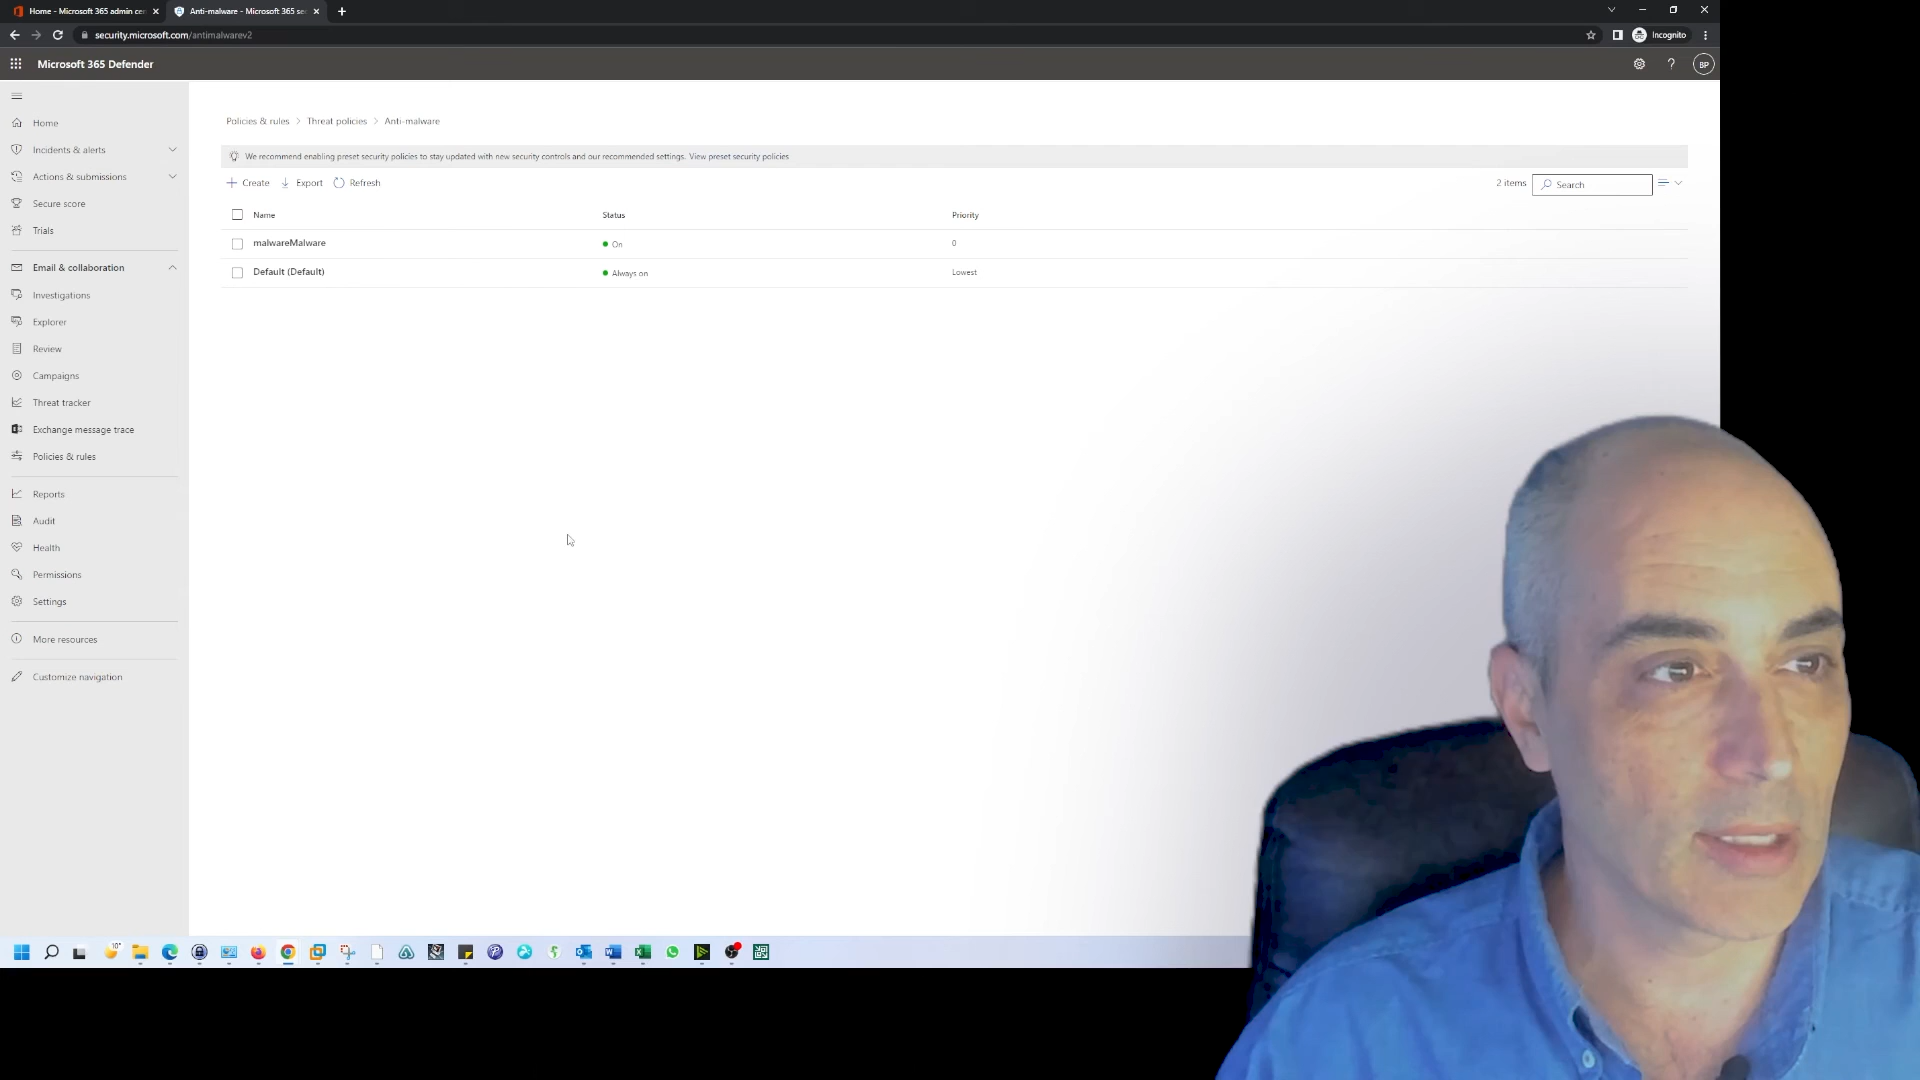 Home - Microsoft 365 admin cen
Anti-malware - Microsoft 365 se
security.microsoft.com/antimalwarev2
Incognito
Microsoft 365 Defender
BP
Home
Incidents & alerts
Actions & submissions
Secure score
Trials
Email & collaboration
Investigations
Explorer
Review
Campaigns
Threat tracker
Exchange message trace
Policies & rules
Reports
Audit
Health
Permissions
Settings
More resources
Customize navigation
Policies & rules > Threat policies > Anti-malware
We recommend enabling preset security policies to stay updated with new security controls and our recommended settings. View preset security policies
Create Export Refresh
2 items Search
Name Status Priority
malwareMalware On 0
Default (Default) Always on Lowest
10°